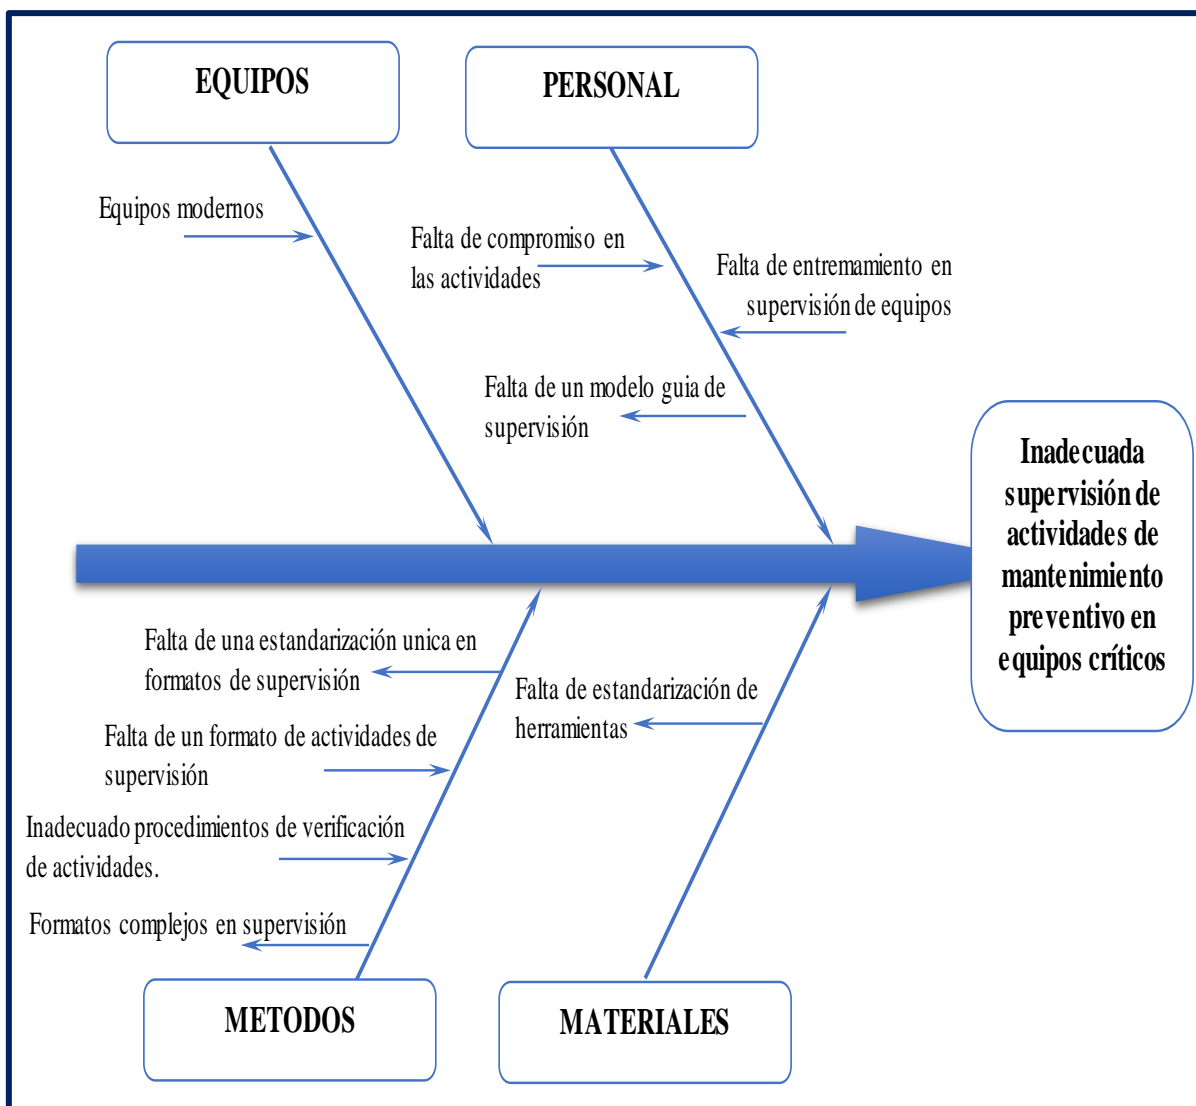 EQUIPOS
PERSONAL
Equipos modernos
Falta de compromiso en
las actividades
Falta de entremamiento en
supervisión de equipos
Falta de un modelo guia de
supervisión
Inadecuada
supervisión de
actividades de
mantenimiento
preventivo en
equipos críticos
Falta de una estandarización unica en
formatos de supervisión
Falta de estandarización de
herramientas
Falta de un formato de actividades de
supervisión
Inadecuado procedimientos de verificación
de actividades.
Formatos complejos en supervisión
METODOS
MATERIALES